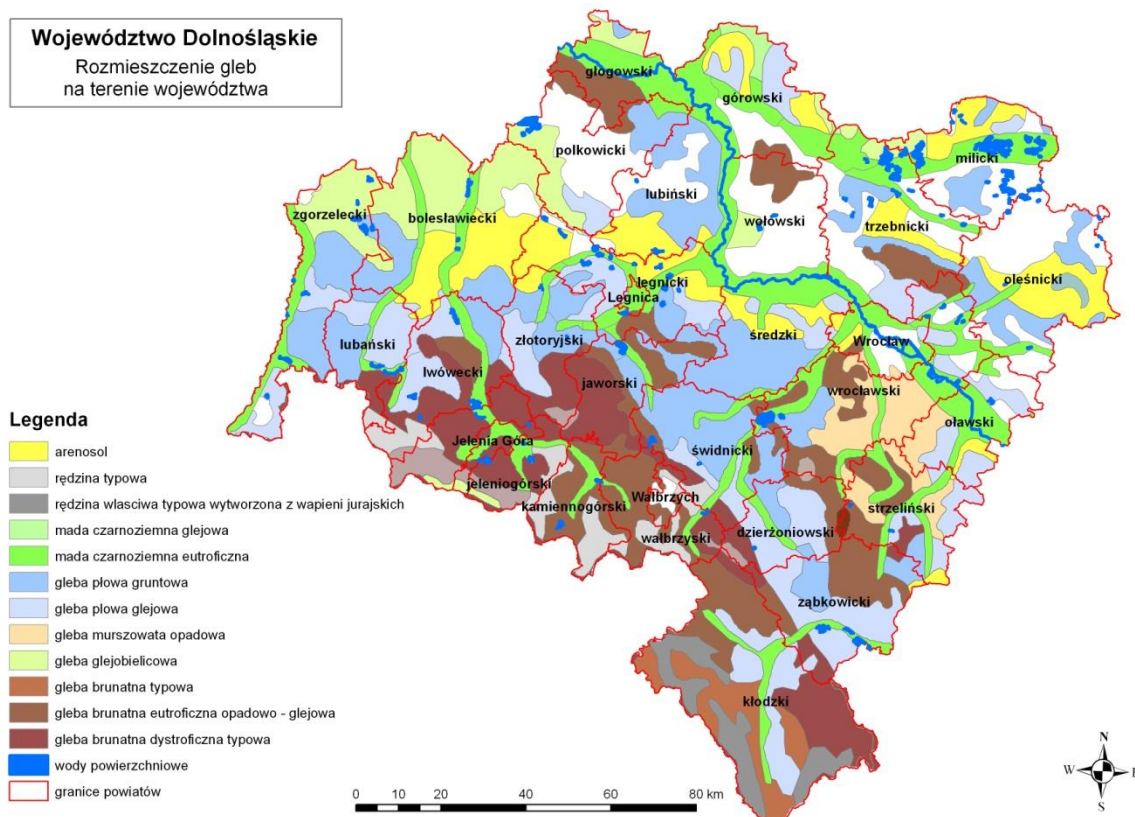 Województwo Dolnośląskie
Rozmieszczenie gleb
na terenie województwa
głogowski
górowski
polkowicki
milicki
lubiński
zgorzelecki
bolesławiecki
wołowski
trzebnicki
legnicki
Legnica
oleśnicki
lubański
złotoryjski
średzki
Wrocław
lwówecki
jaworski
wrocławski
oławski
Jelenia Góra
świdnicki
jeleniogórski
kamiennogórski
Wałbrzych
strzeliński
wałbrzyski
dzierżoniowski
ząbkowicki
kłodzki
Legenda
arenosol
rędzina typowa
rędzina wlasciwa typowa wytworzona z wapieni jurajskich
mada czarnoziemna glejowa
mada czarnoziemna eutroficzna
gleba płowa gruntowa
gleba plowa glejowa
gleba murszowata opadowa
gleba glejobielicowa
gleba brunatna typowa
gleba brunatna eutroficzna opadowo - glejowa
gleba brunatna dystroficzna typowa
wody powierzchniowe
granice powiatów
0 10 20 40 60 80 km
N
W E
S